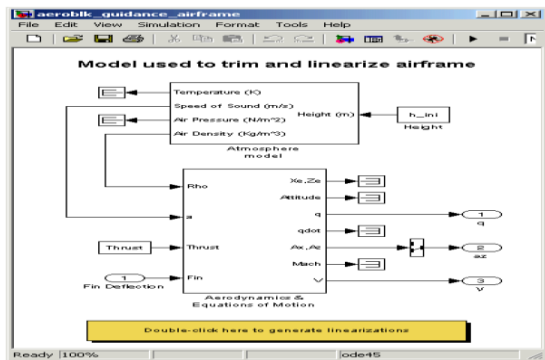 aeroblk_guidance_airframe
File Edit View Simulation Format Tools Help
Model used to trim and linearize airframe
Temperature (K)
Speed of Sound (m/s)
Air Pressure (N/m^2)
Air Density (Kg/m^3)
Height (m)
h_ini
Height
Atmosphere
model
Rho
a
Thrust
Thrust
1
Fin
Fin Deflection
Xe,Ze
Attitude
q
qdot
Ax,Az
Mach
V
1
q
2
az
3
V
Aerodynamics &
Equations of Motion
Double-click here to generate linearizations
Ready 100% ode45